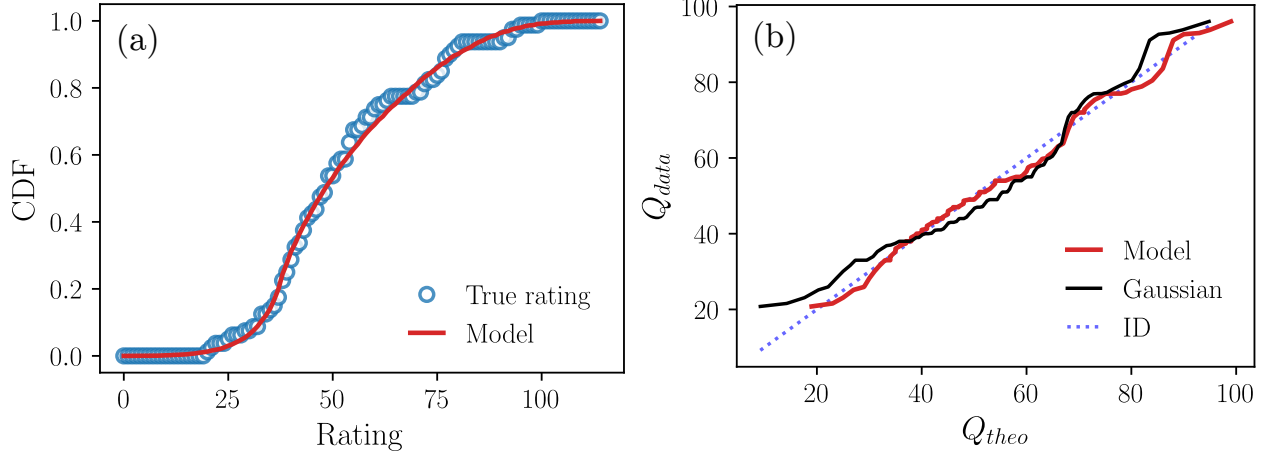 (a)
1.0
0.8
0.6
0.4
0.2
0.0
CDF
0 25 50 75 100
Rating
True rating
Model
(b)
100
80
60
40
20
Q_data
20 40 60 80 100
Q_theo
Model
Gaussian
ID